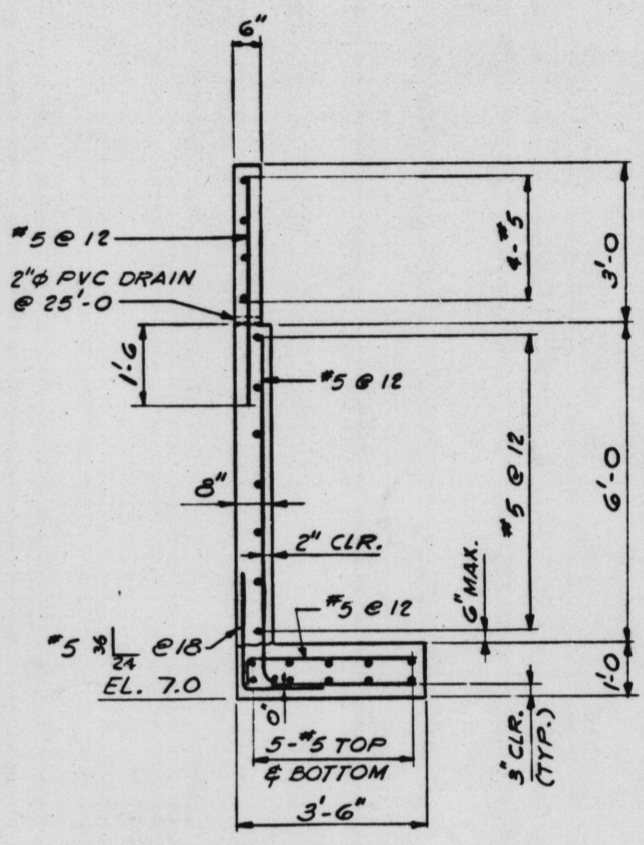 6"
#5 @ 12
2"φ PVC DRAIN
@ 25'-0
1'-6
4-#5
3'-0
#5 @ 12
8"
2" CLR.
#5 @ 12
6'-0
6" MAX.
#5 @ 12
#5 36 24 @ 18
EL. 7.0
1'-0
5-#5 TOP
& BOTTOM
3" CLR.
(TYP.)
3'-6"